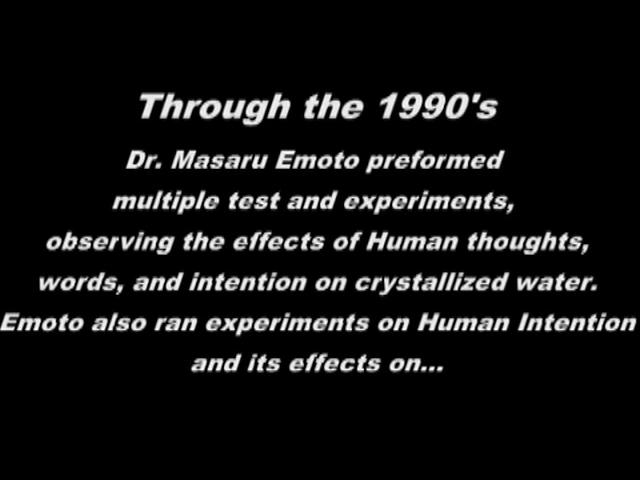 Through the 1990's
Dr. Masaru Emoto preformed
multiple test and experiments,
observing the effects of Human thoughts,
words, and intention on crystallized water.
Emoto also ran experiments on Human Intention
and its effects on...